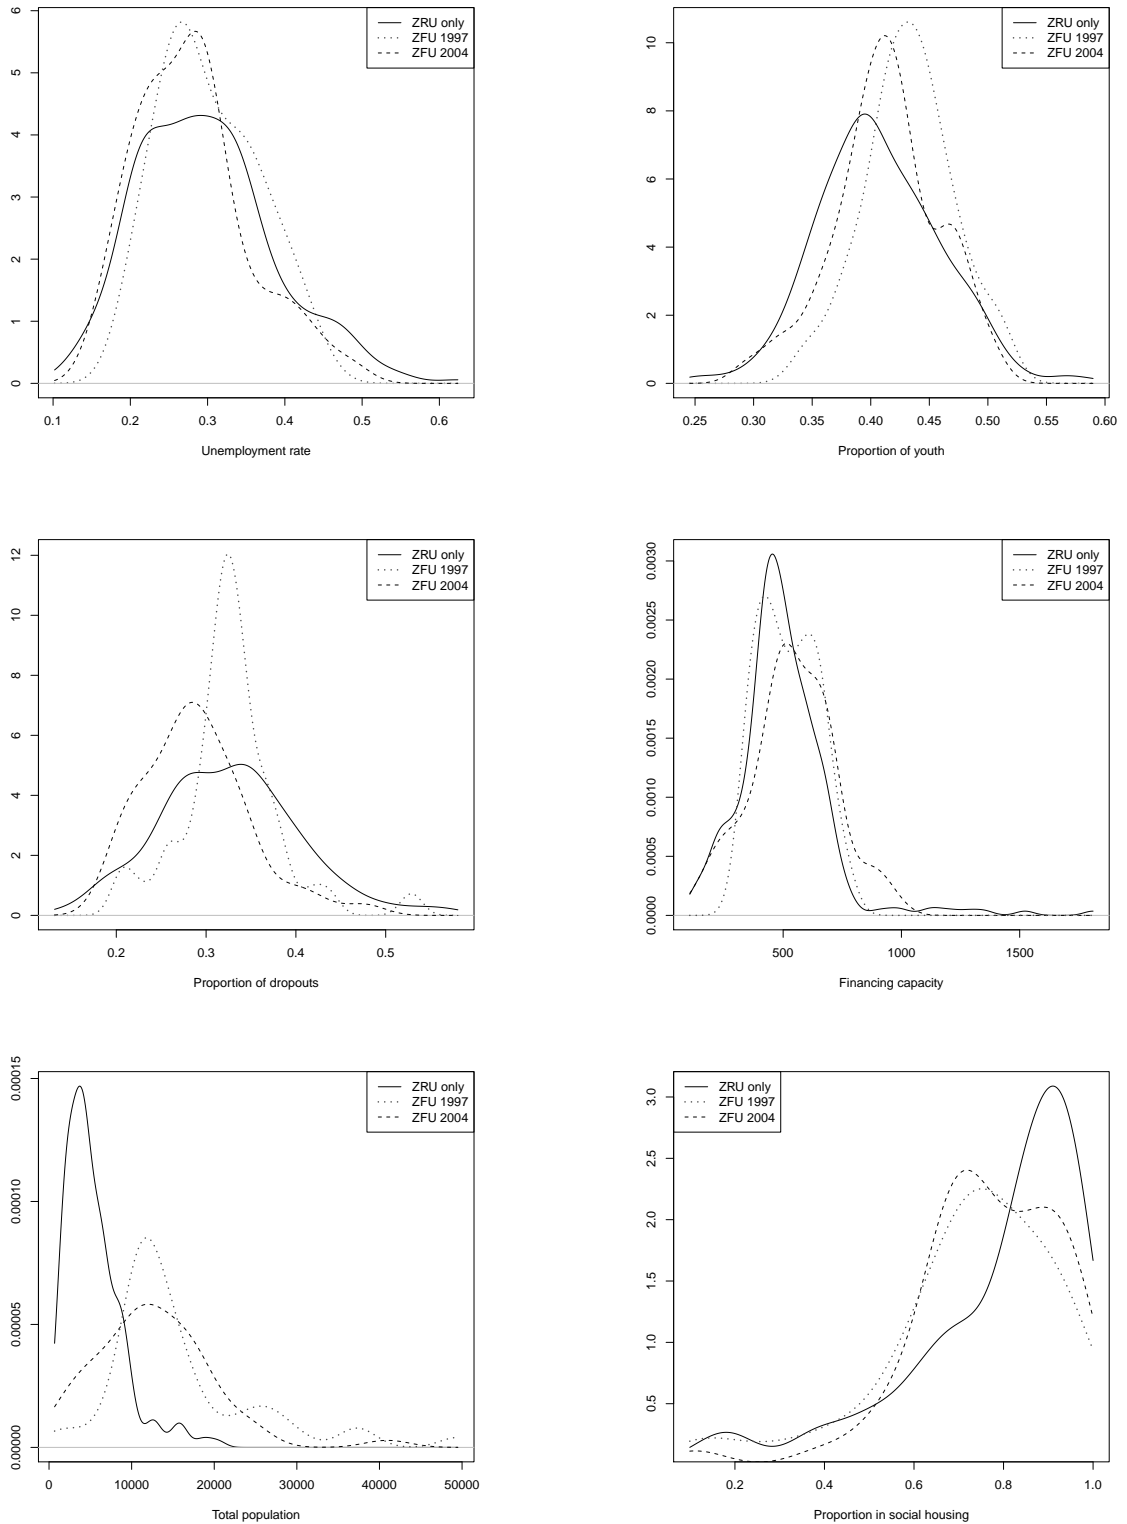 6
5
4
3
2
1
0
0.1 0.2 0.3 0.4 0.5 0.6
Unemployment rate
ZRU only
ZFU 1997
ZFU 2004
10
8
6
4
2
0
0.25 0.30 0.35 0.40 0.45 0.50 0.55 0.60
Proportion of youth
ZRU only
ZFU 1997
ZFU 2004
12
10
8
6
4
2
0
0.2 0.3 0.4 0.5
Proportion of dropouts
ZRU only
ZFU 1997
ZFU 2004
0.0030
0.0025
0.0020
0.0015
0.0010
0.0005
0.0000
500 1000 1500
Financing capacity
ZRU only
ZFU 1997
ZFU 2004
0.00015
0.00010
0.00005
0.00000
0 10000 20000 30000 40000 50000
Total population
ZRU only
ZFU 1997
ZFU 2004
3.0
2.5
2.0
1.5
1.0
0.5
0.2 0.4 0.6 0.8 1.0
Proportion in social housing
ZRU only
ZFU 1997
ZFU 2004